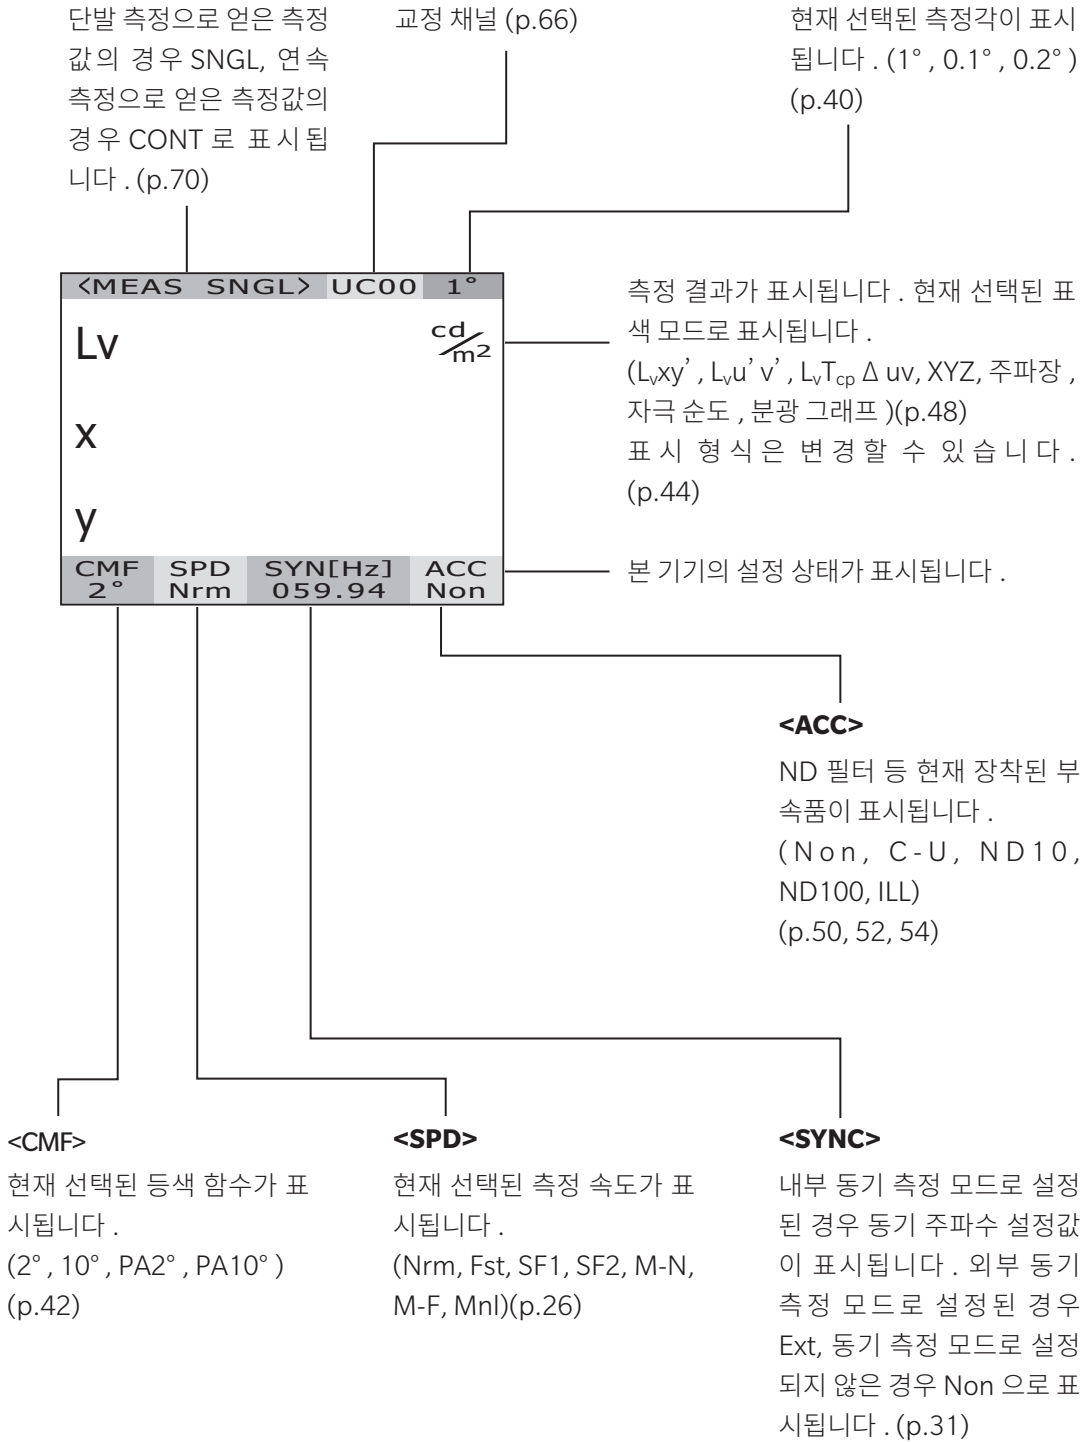 단발 측정으로 얻은 측정
값의 경우 SNGL, 연속
측정으로 얻은 측정값의
경우 CONT 로 표시됩
니다 . (p.70)
교정 채널 (p.66)
현재 선택된 측정각이 표시
됩니다 . (1° , 0.1° , 0.2° )
(p.40)
<MEAS SNGL> UC00 1°
Lv cd/m2
x
y
CMF SPD SYN[Hz] ACC
2° Nrm 059.94 Non
측정 결과가 표시됩니다 . 현재 선택된 표
색 모드로 표시됩니다 .
(Lvxy’ , Lvu’ v’ , LvTcp Δ uv, XYZ, 주파장 ,
자극 순도 , 분광 그래프 )(p.48)
표시 형식은 변경할 수 있습니다.
(p.44)
본 기기의 설정 상태가 표시됩니다 .
<ACC>
ND 필터 등 현재 장착된 부
속품이 표시됩니다 .
(Non, C-U, ND10,
ND100, ILL)
(p.50, 52, 54)
<CMF>
현재 선택된 등색 함수가 표
시됩니다 .
(2° , 10° , PA2° , PA10° )
(p.42)
<SPD>
현재 선택된 측정 속도가 표
시됩니다 .
(Nrm, Fst, SF1, SF2, M-N,
M-F, Mnl)(p.26)
<SYNC>
내부 동기 측정 모드로 설정
된 경우 동기 주파수 설정값
이 표시됩니다 . 외부 동기
측정 모드로 설정된 경우
Ext, 동기 측정 모드로 설정
되지 않은 경우 Non 으로 표
시됩니다 . (p.31)